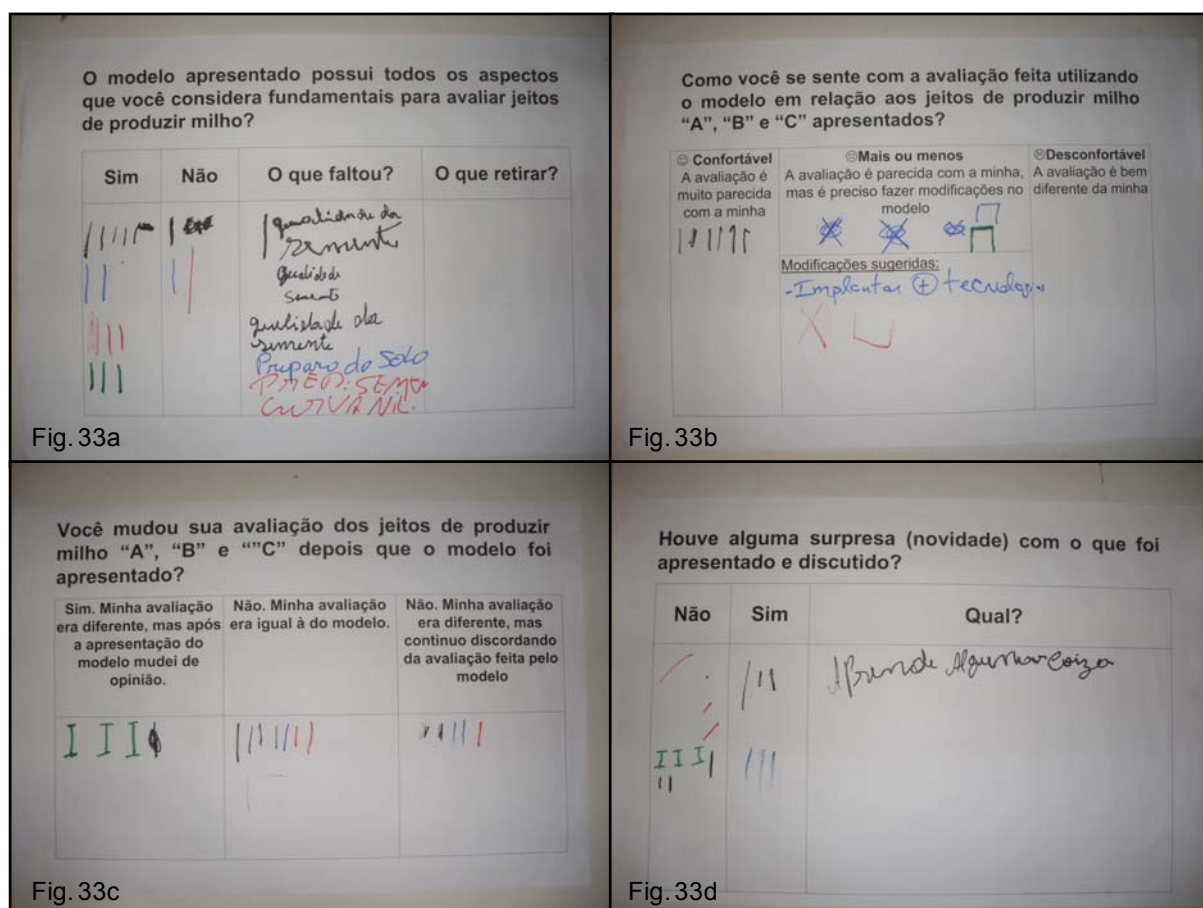 O modelo apresentado possui todos os aspectos
que você considera fundamentais para avaliar jeitos
de produzir milho?
Sim
Não
O que faltou?
O que retirar?
qualidade da
semente
qualidade
semente
qualidade da
semente
Preparo do Solo
Fig. 33a
Como você se sente com a avaliação feita utilizando
o modelo em relação aos jeitos de produzir milho
“A”, “B” e “C” apresentados?
☺ Confortável
A avaliação é
muito parecida
com a minha
😐Mais ou menos
A avaliação é parecida com a minha,
mas é preciso fazer modificações no
modelo
☹Desconfortável
A avaliação é bem
diferente da minha
Modificações sugeridas:
-Implantar + tecnologia
Fig. 33b
Você mudou sua avaliação dos jeitos de produzir
milho “A”, “B” e “"C” depois que o modelo foi
apresentado?
Sim. Minha avaliação
era diferente, mas após
a apresentação do
modelo mudei de
opinião.
Não. Minha avaliação
era igual à do modelo.
Não. Minha avaliação
era diferente, mas
continuo discordando
da avaliação feita pelo
modelo
Fig. 33c
Houve alguma surpresa (novidade) com o que foi
apresentado e discutido?
Não
Sim
Qual?
Aprende Algumar Coiza
Fig. 33d